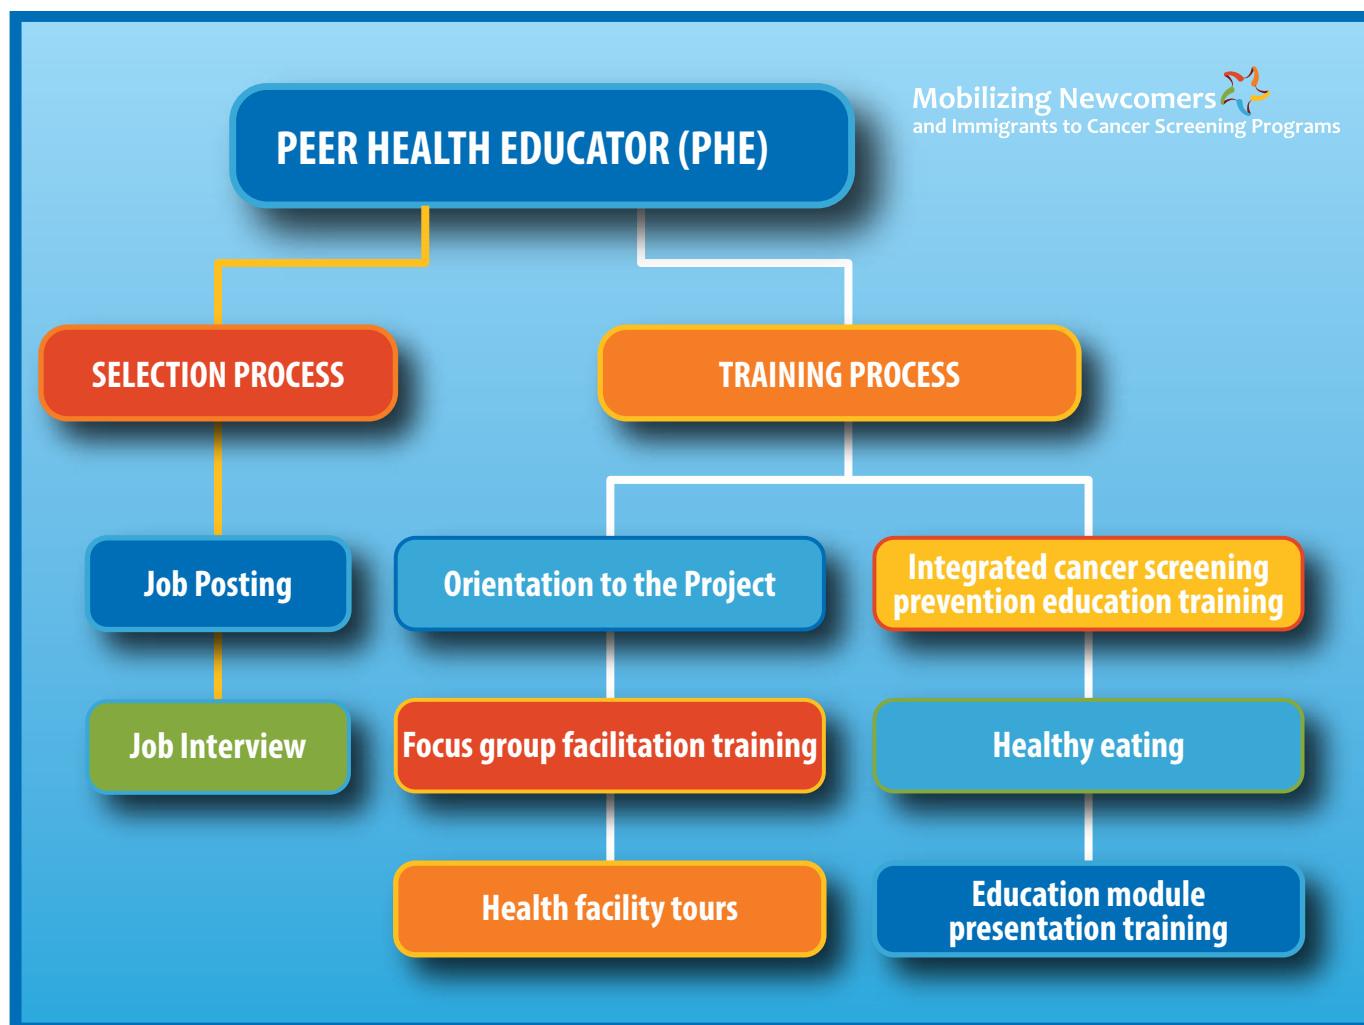 Mobilizing Newcomers
and Immigrants to Cancer Screening Programs
PEER HEALTH EDUCATOR (PHE)
SELECTION PROCESS
TRAINING PROCESS
Job Posting
Orientation to the Project
Integrated cancer screening
prevention education training
Job Interview
Focus group facilitation training
Healthy eating
Health facility tours
Education module
presentation training